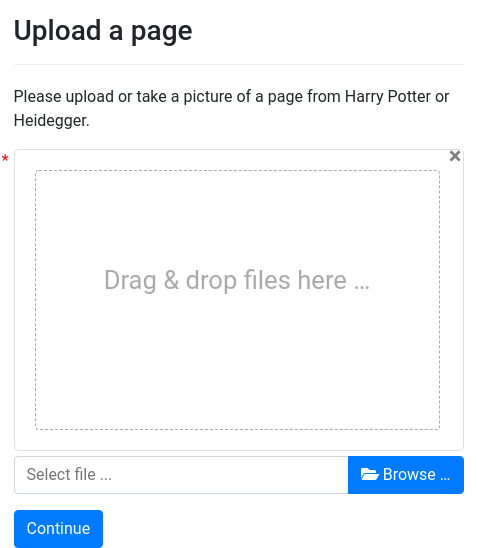 Upload a page
Please upload or take a picture of a page from Harry Potter or
Heidegger.
*
×
Drag & drop files here …
Select file ...
Browse …
Continue